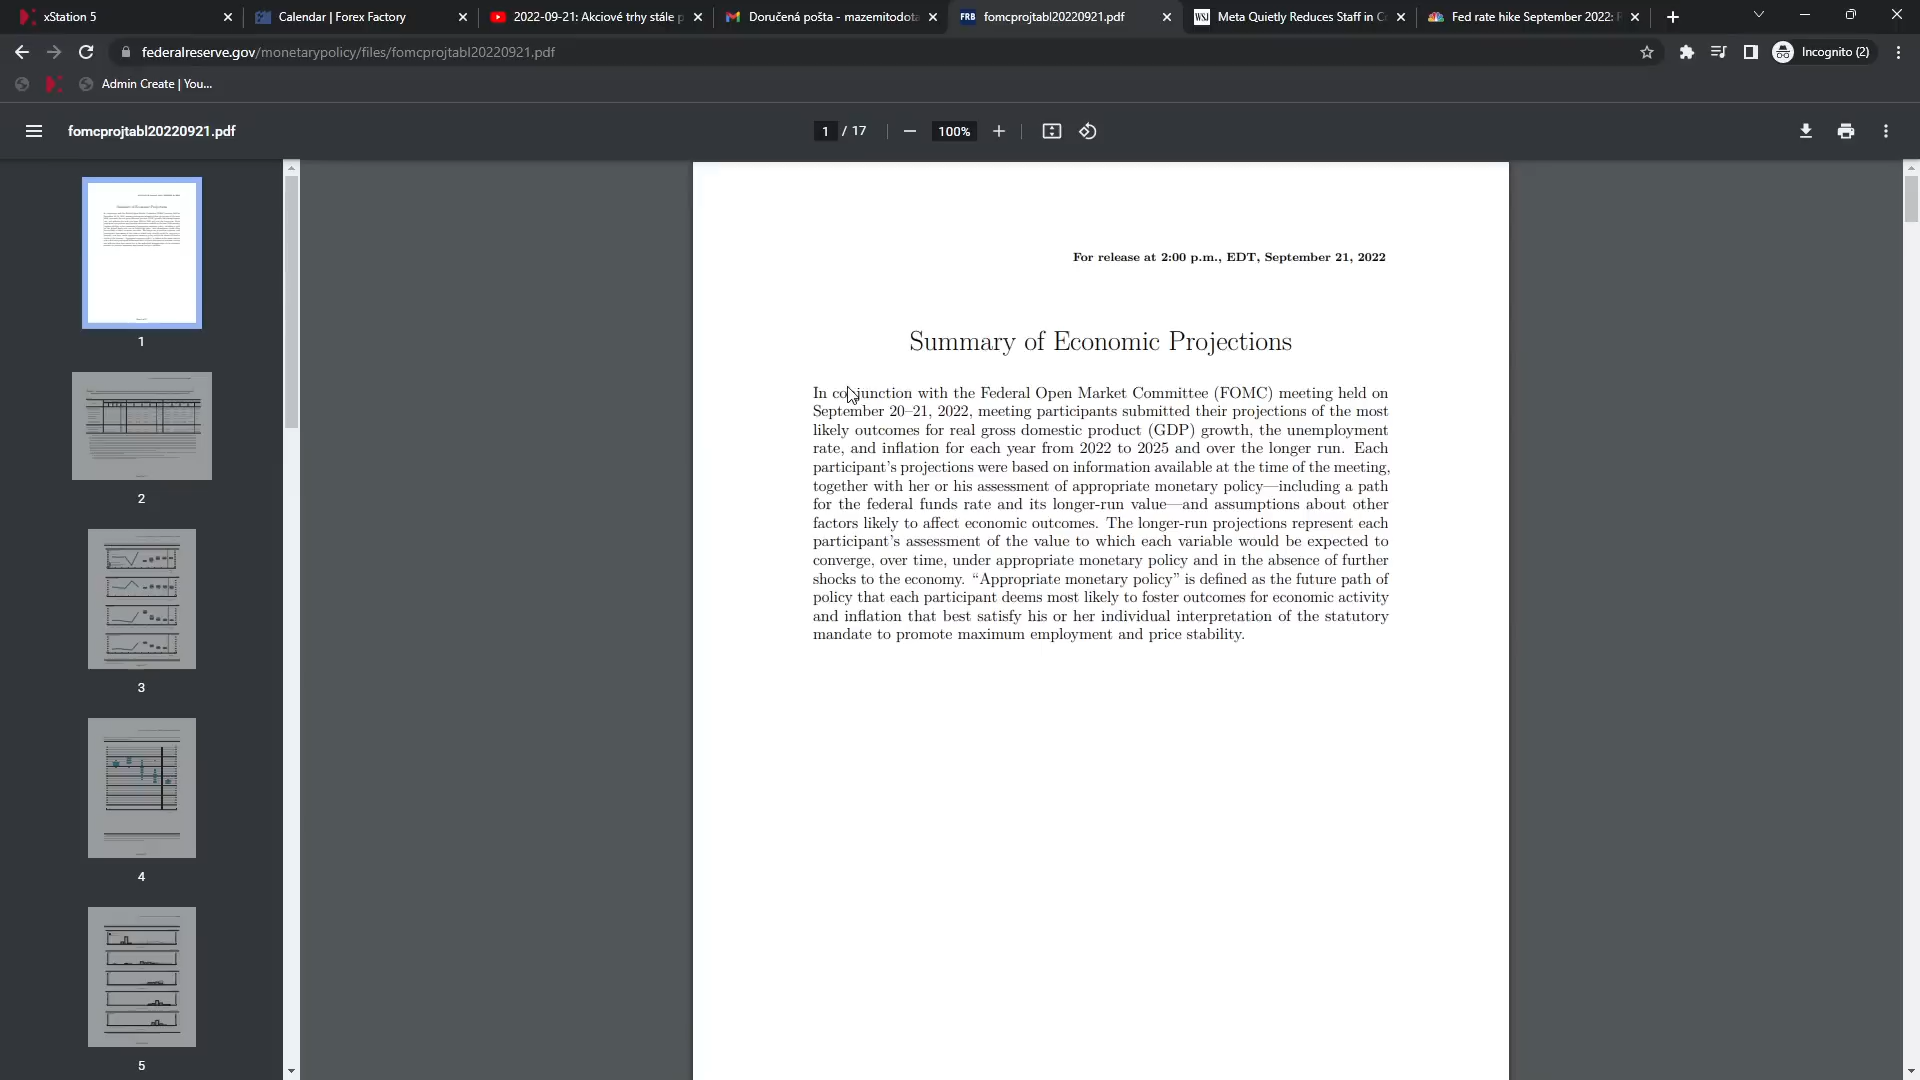 xStation 5
Calendar | Forex Factory
2022-09-21: Akciové trhy stále p
Doručená pošta - mazemitodota
FRB
fomcprojtabl20220921.pdf
WSJ
Meta Quietly Reduces Staff in C
Fed rate hike September 2022: F
federalreserve.gov/monetarypolicy/files/fomcprojtabl20220921.pdf
Incognito (2)
Admin Create | You...
fomcprojtabl20220921.pdf
1 / 17
100%
1
2
3
4
5
For release at 2:00 p.m., EDT, September 21, 2022
Summary of Economic Projections
In conjunction with the Federal Open Market Committee (FOMC) meeting held on
September 20–21, 2022, meeting participants submitted their projections of the most
likely outcomes for real gross domestic product (GDP) growth, the unemployment
rate, and inflation for each year from 2022 to 2025 and over the longer run. Each
participant's projections were based on information available at the time of the meeting,
together with her or his assessment of appropriate monetary policy—including a path
for the federal funds rate and its longer-run value—and assumptions about other
factors likely to affect economic outcomes. The longer-run projections represent each
participant's assessment of the value to which each variable would be expected to
converge, over time, under appropriate monetary policy and in the absence of further
shocks to the economy. “Appropriate monetary policy” is defined as the future path of
policy that each participant deems most likely to foster outcomes for economic activity
and inflation that best satisfy his or her individual interpretation of the statutory
mandate to promote maximum employment and price stability.